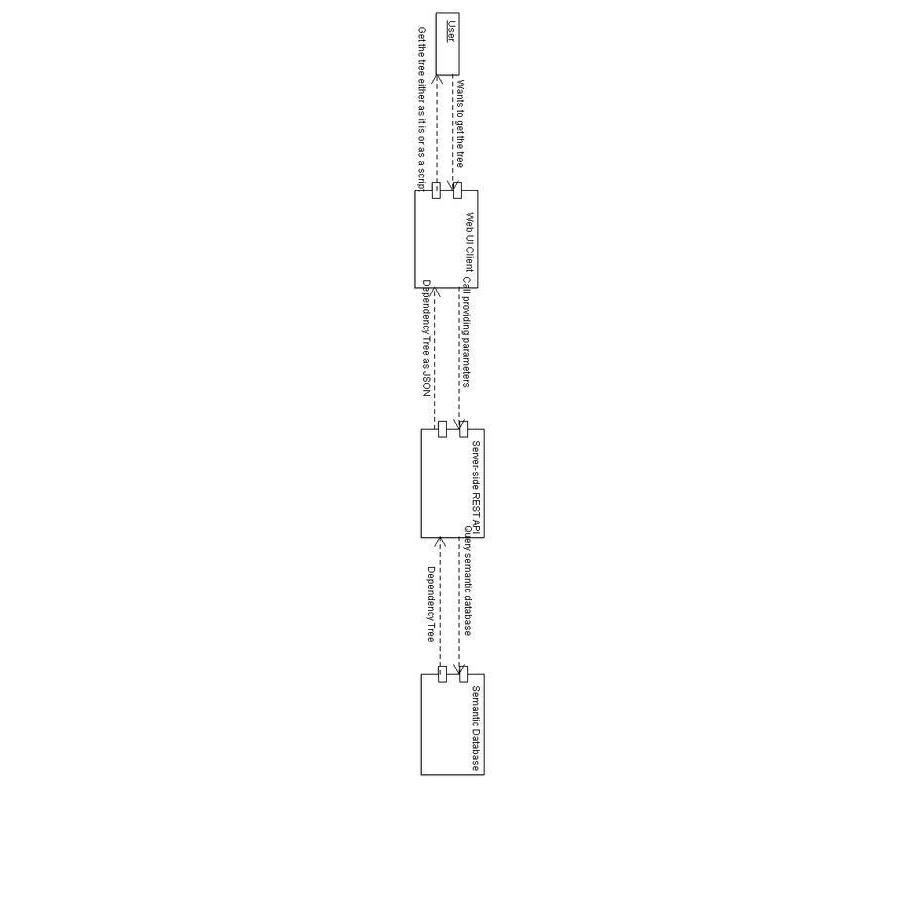 User
Wants to get the tree
Get the tree either as it is or as a script
Web UI Client
Call providing parameters
Dependency Tree as JSON
Server-side REST API
Query semantic database
Dependency Tree
Semantic Database